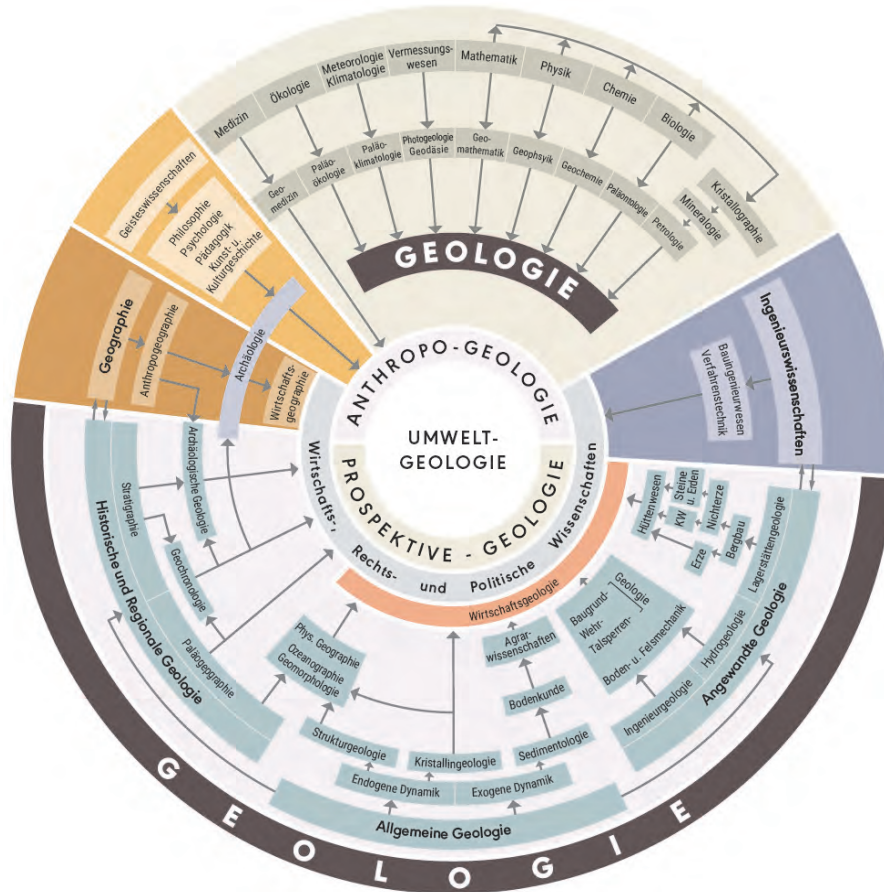 Medizin
Ökologie
Meteorologie
Klimatologie
Vermessungs-
wesen
Mathematik
Physik
Chemie
Biologie
Geo-
medizin
Paläo-
ökologie
Paläo-
klimatologie
Photogeologie
Geodäsie
Geo-
mathematik
Geophsyik
Geochemie
Paläontologie
Petrologie
Mineralogie
Kristallographie
GEOLOGIE
Geisteswissenschaften
Philosophie
Psychologie
Pädagogik
Kunst- u.
Kulturgeschichte
Geographie
Anthropogeographie
Archäologie
Wirtschafts-
geographie
Ingenieurswissenschaften
Bauingenieurwesen
Verfahrenstechnik
ANTHROPO-GEOLOGIE
UMWELT-
GEOLOGIE
PROSPEKTIVE-GEOLOGIE
Wirtschafts-, Rechts- und Politische Wissenschaften
Wirtschaftsgeologie
Historische und Regionale Geologie
Stratigraphie
Paläogepgraphie
Geochronologie
Archäologische Geologie
Phys. Geographie
Ozeanographie
Geomorphologie
Strukturgeologie
Kristallingeologie
Endogene Dynamik
Exogene Dynamik
Allgemeine Geologie
Sedimentologie
Bodenkunde
Agrar-
wissenschaften
Geologie
Baugrund-
Wehr-
Talsperren-
Boden- u. Felsmechanik
Ingenieurgeologie
Hydrogeologie
Lagerstättengeologie
Angewandte Geologie
Hüttenwesen
Steine
u. Erden
KW
Nichterze
Erze
Bergbau
GEOLOGIE